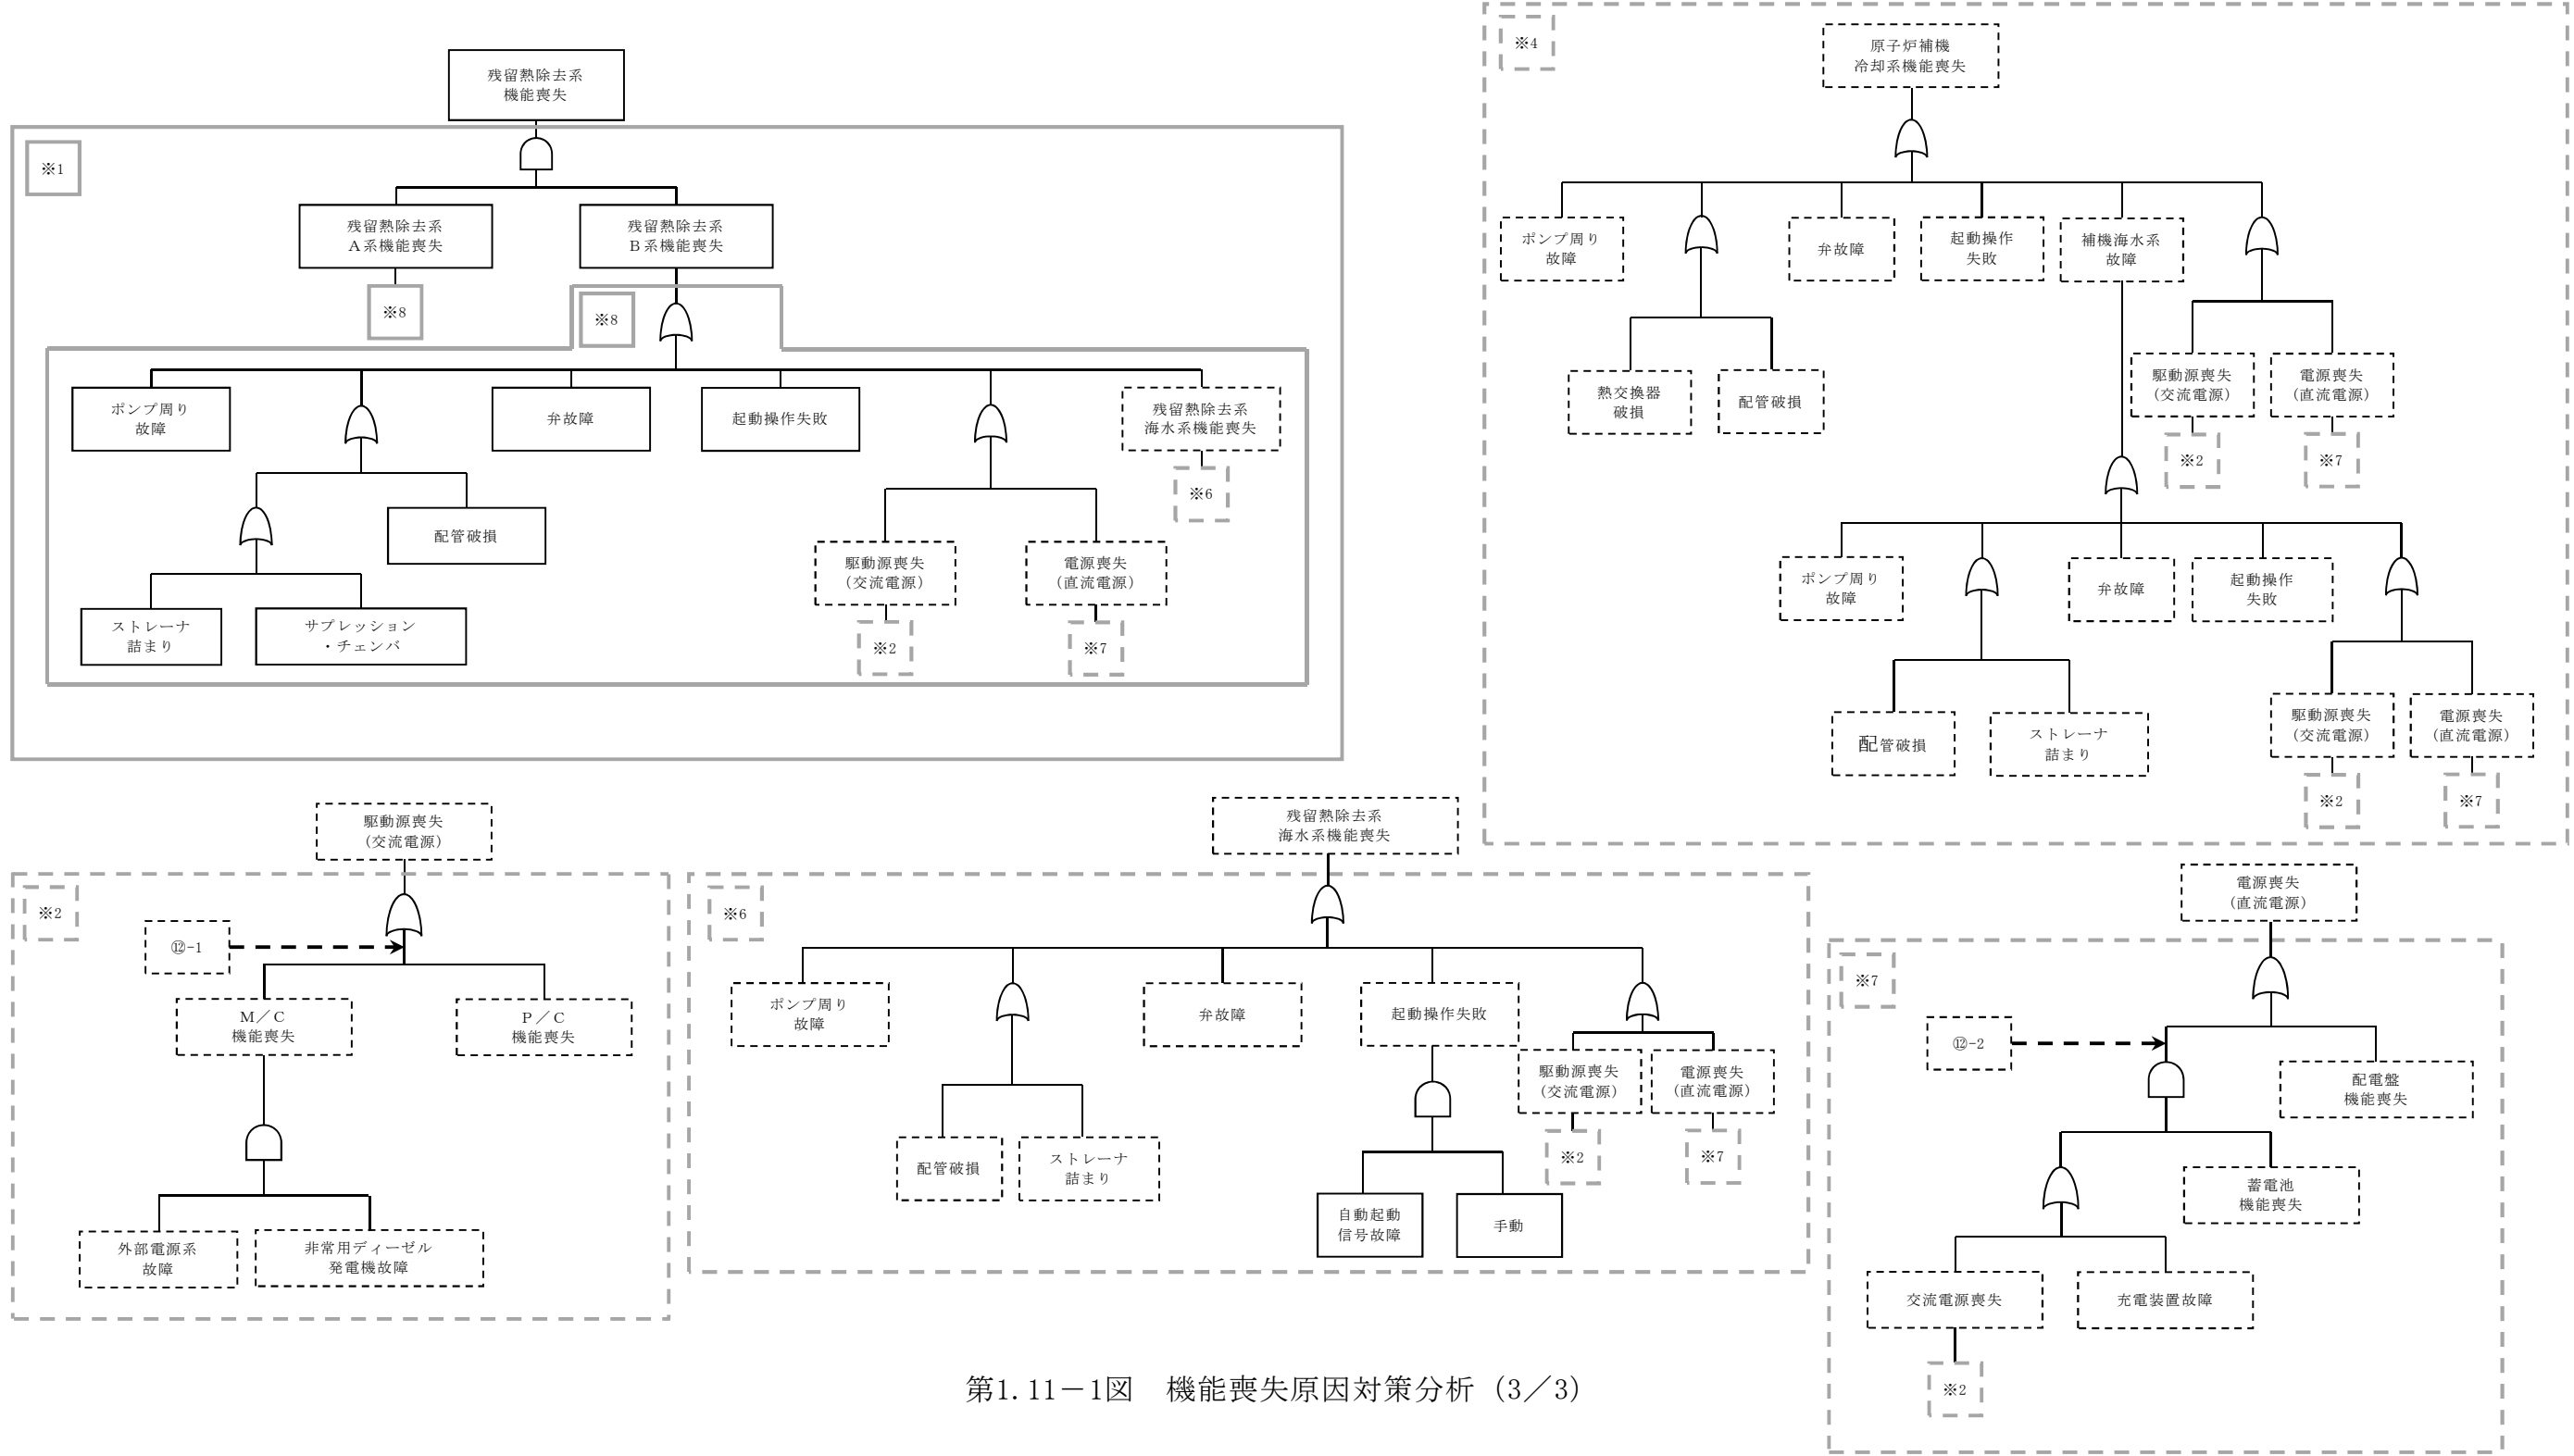 残留熱除去系
機能喪失
※1
残留熱除去系
A系機能喪失
残留熱除去系
B系機能喪失
※8
※8
ポンプ周り
故障
弁故障
起動操作失敗
残留熱除去系
海水系機能喪失
※6
配管破損
ストレーナ
詰まり
サプレッション
・チェンバ
駆動源喪失
(交流電源)
電源喪失
(直流電源)
※2
※7
※4
原子炉補機
冷却系機能喪失
ポンプ周り
故障
弁故障
起動操作
失敗
補機海水系
故障
熱交換器
破損
配管破損
駆動源喪失
(交流電源)
電源喪失
(直流電源)
※2
※7
ポンプ周り
故障
弁故障
起動操作
失敗
配管破損
ストレーナ
詰まり
駆動源喪失
(交流電源)
電源喪失
(直流電源)
※2
※7
駆動源喪失
(交流電源)
※2
⑫-1
M/C
機能喪失
P/C
機能喪失
外部電源系
故障
非常用ディーゼル
発電機故障
残留熱除去系
海水系機能喪失
※6
ポンプ周り
故障
弁故障
起動操作失敗
駆動源喪失
(交流電源)
電源喪失
(直流電源)
※2
※7
配管破損
ストレーナ
詰まり
自動起動
信号故障
手動
電源喪失
(直流電源)
※7
⑫-2
配電盤
機能喪失
蓄電池
機能喪失
交流電源喪失
充電装置故障
※2
第1.11－1図　機能喪失原因対策分析（3／3）